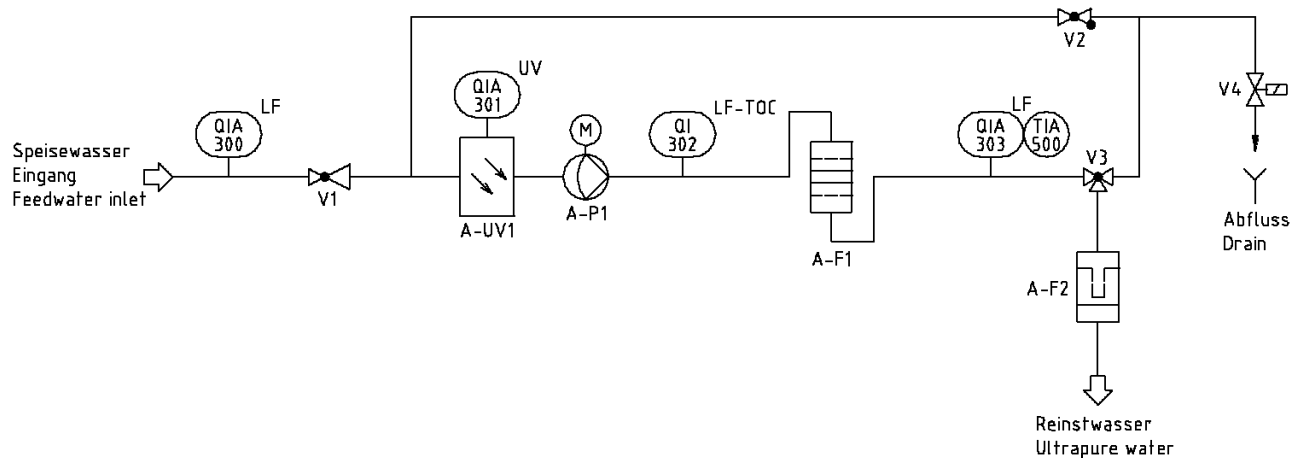 V2
UV
QIA
301
V4
LF
QIA
300
M
QI
302
LF-TOC
LF
QIA
303
TIA
500
Speisewasser
Eingang
Feedwater inlet
V1
A-UV1
A-P1
A-F1
V3
Abfluss
Drain
A-F2
Reinstwasser
Ultrapure water